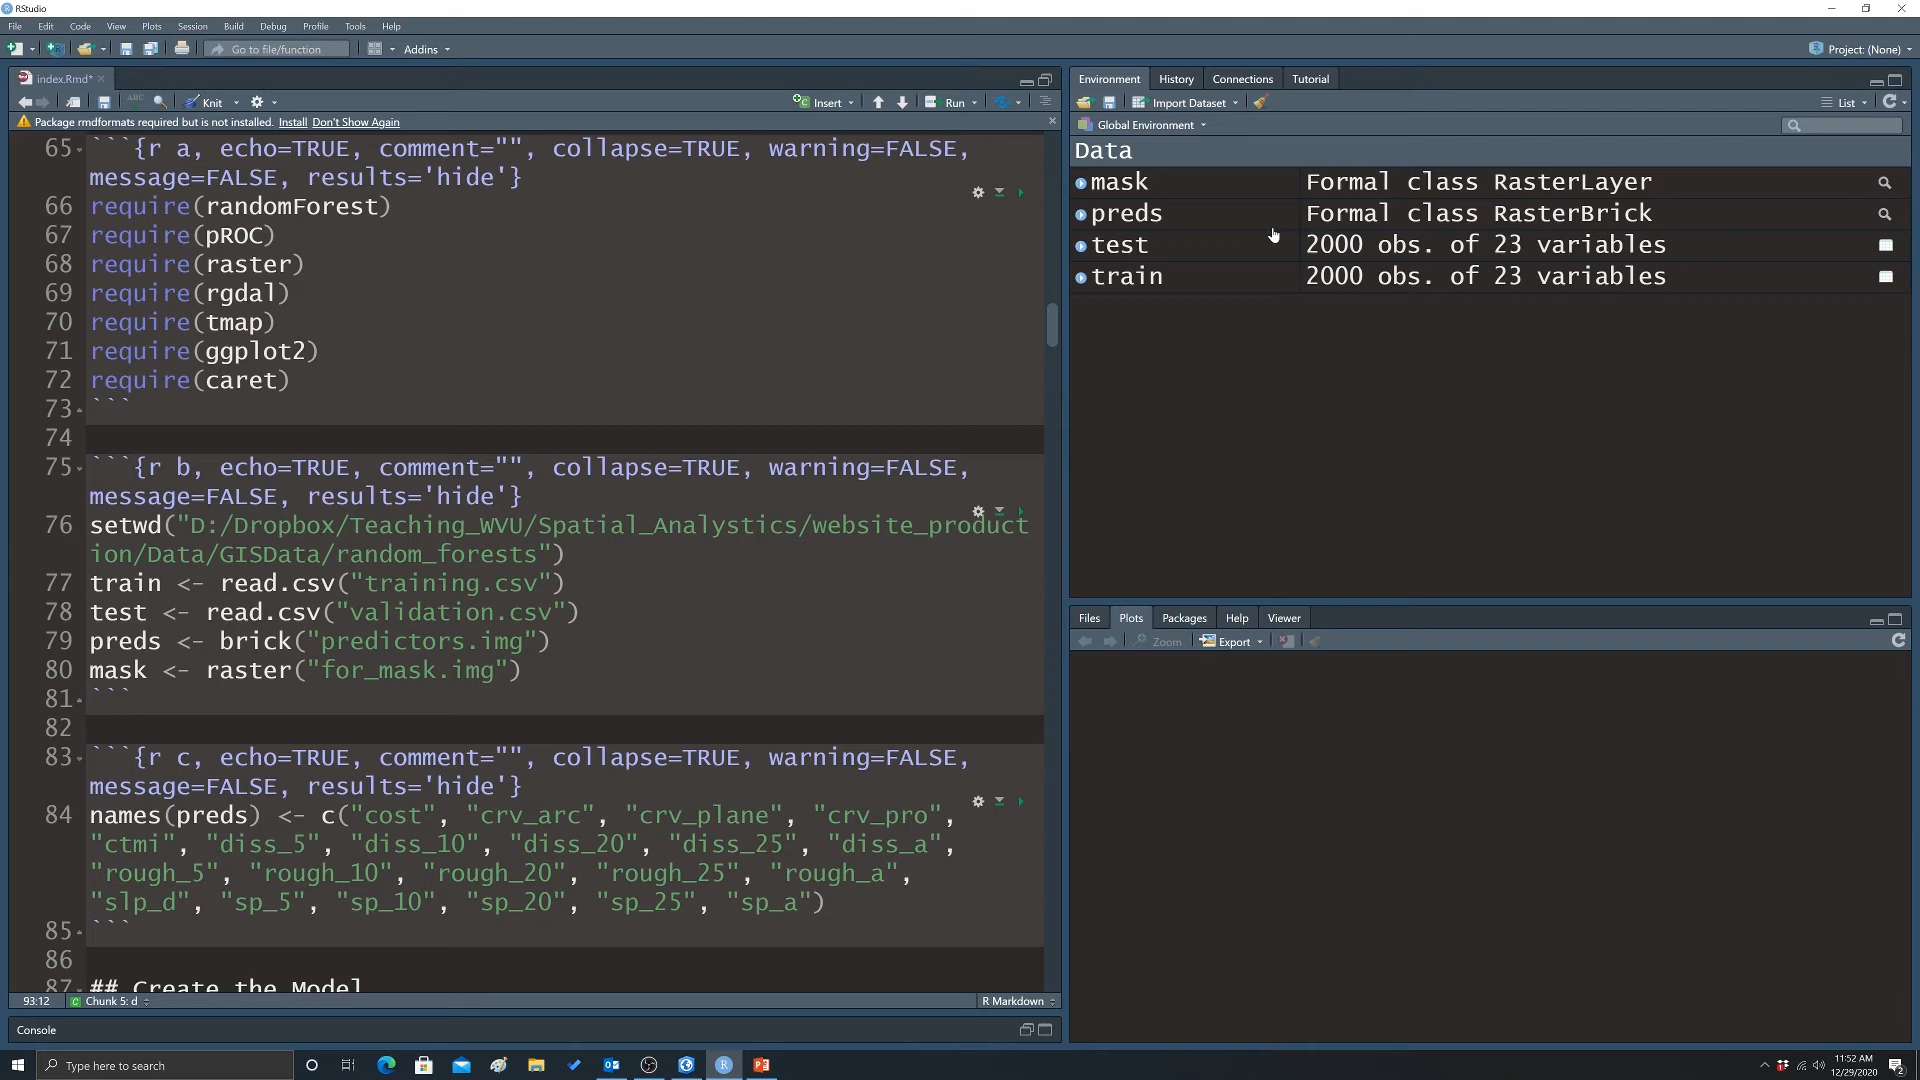 RStudio
File Edit Code View Plots Session Build Debug Profile Tools Help
Go to file/function Addins Project: (None)
index.Rmd*
Knit Insert Run
Package rmdformats required but is not installed. Install Don't Show Again
65 ```{r a, echo=TRUE, comment="", collapse=TRUE, warning=FALSE,
message=FALSE, results='hide'}
66 require(randomForest)
67 require(pROC)
68 require(raster)
69 require(rgdal)
70 require(tmap)
71 require(ggplot2)
72 require(caret)
73 ```
74
75 ```{r b, echo=TRUE, comment="", collapse=TRUE, warning=FALSE,
message=FALSE, results='hide'}
76 setwd("D:/Dropbox/Teaching_WVU/Spatial_Analystics/website_product
ion/Data/GISData/random_forests")
77 train <- read.csv("training.csv")
78 test <- read.csv("validation.csv")
79 preds <- brick("predictors.img")
80 mask <- raster("for_mask.img")
81 ```
82
83 ```{r c, echo=TRUE, comment="", collapse=TRUE, warning=FALSE,
message=FALSE, results='hide'}
84 names(preds) <- c("cost", "crv_arc", "crv_plane", "crv_pro",
"ctmi", "diss_5", "diss_10", "diss_20", "diss_25", "diss_a",
"rough_5", "rough_10", "rough_20", "rough_25", "rough_a",
"slp_d", "sp_5", "sp_10", "sp_20", "sp_25", "sp_a")
85 ```
86
87 ## Create the Model
93:12 Chunk 5: d R Markdown
Console
Environment History Connections Tutorial
Import Dataset List
Global Environment
Data
mask Formal class RasterLayer
preds Formal class RasterBrick
test 2000 obs. of 23 variables
train 2000 obs. of 23 variables
Files Plots Packages Help Viewer
Zoom Export
Type here to search
11:52 AM
12/29/2020